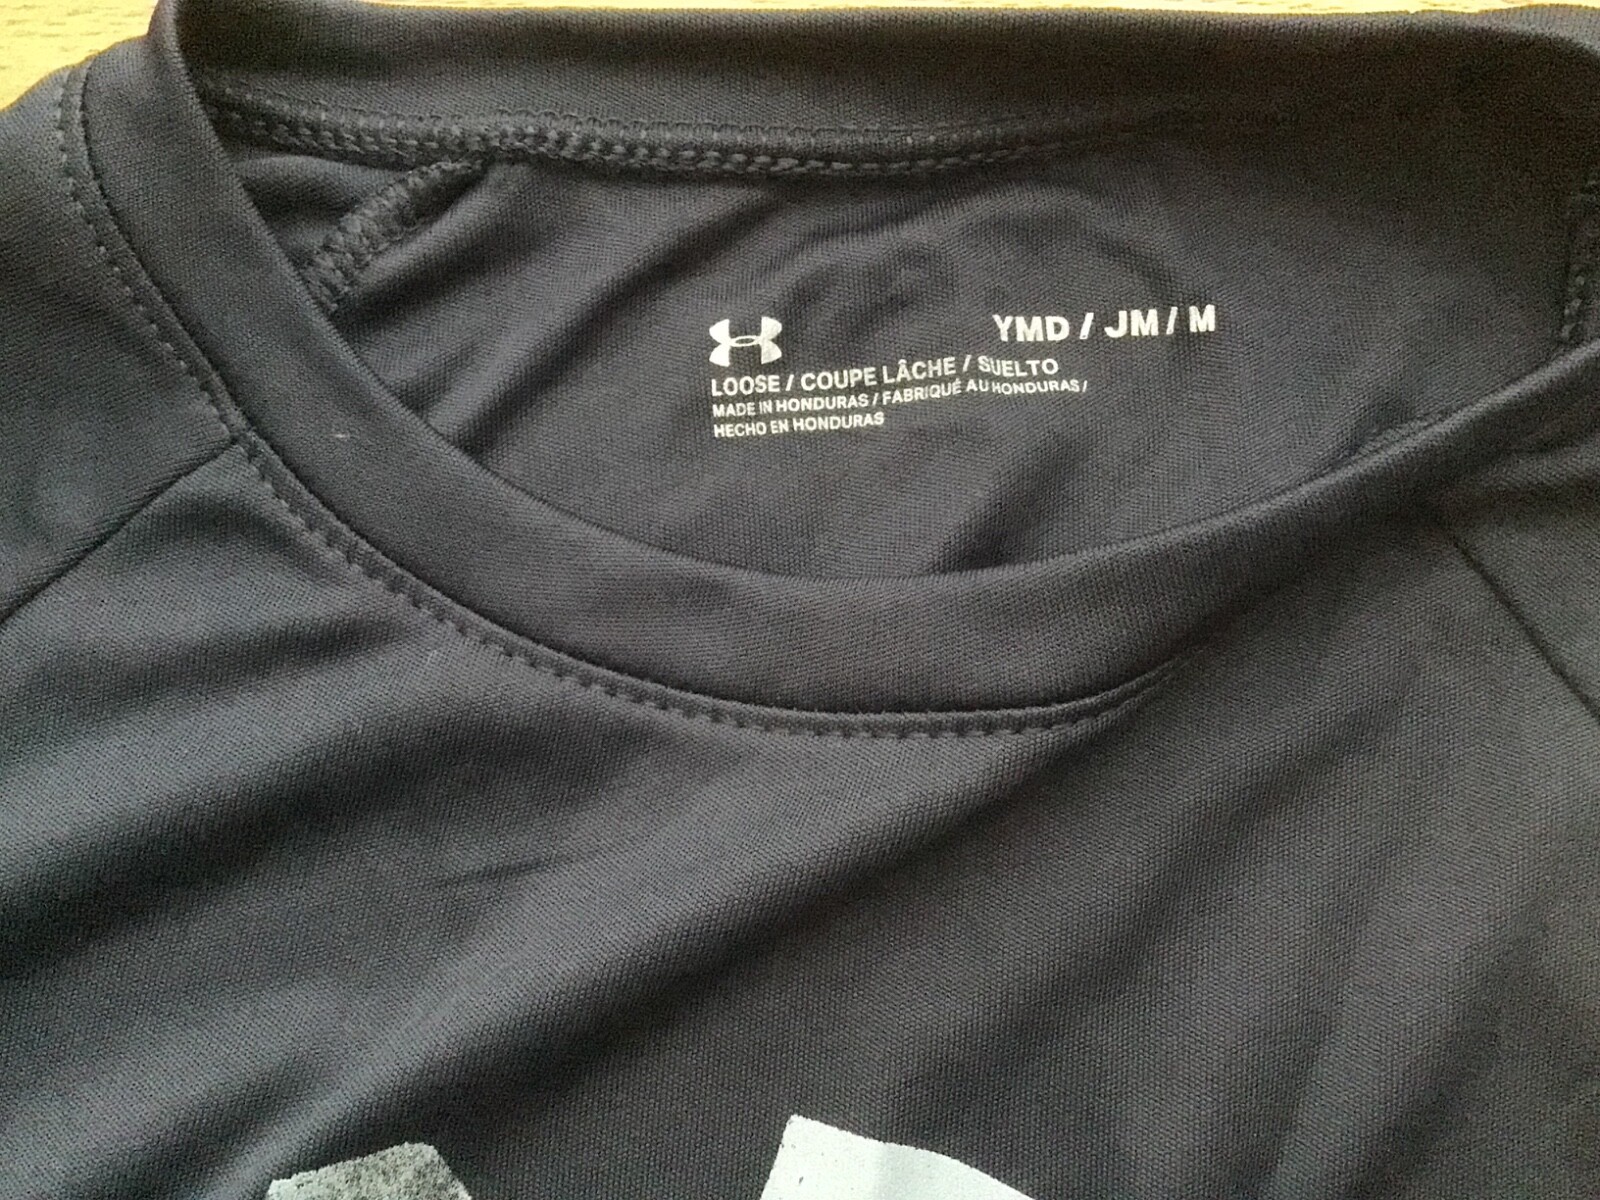 YMD / JM / M
LOOSE / COUPE LÂCHE / SUELTO
MADE IN HONDURAS / FABRIQUÉ AU HONDURAS /
HECHO EN HONDURAS